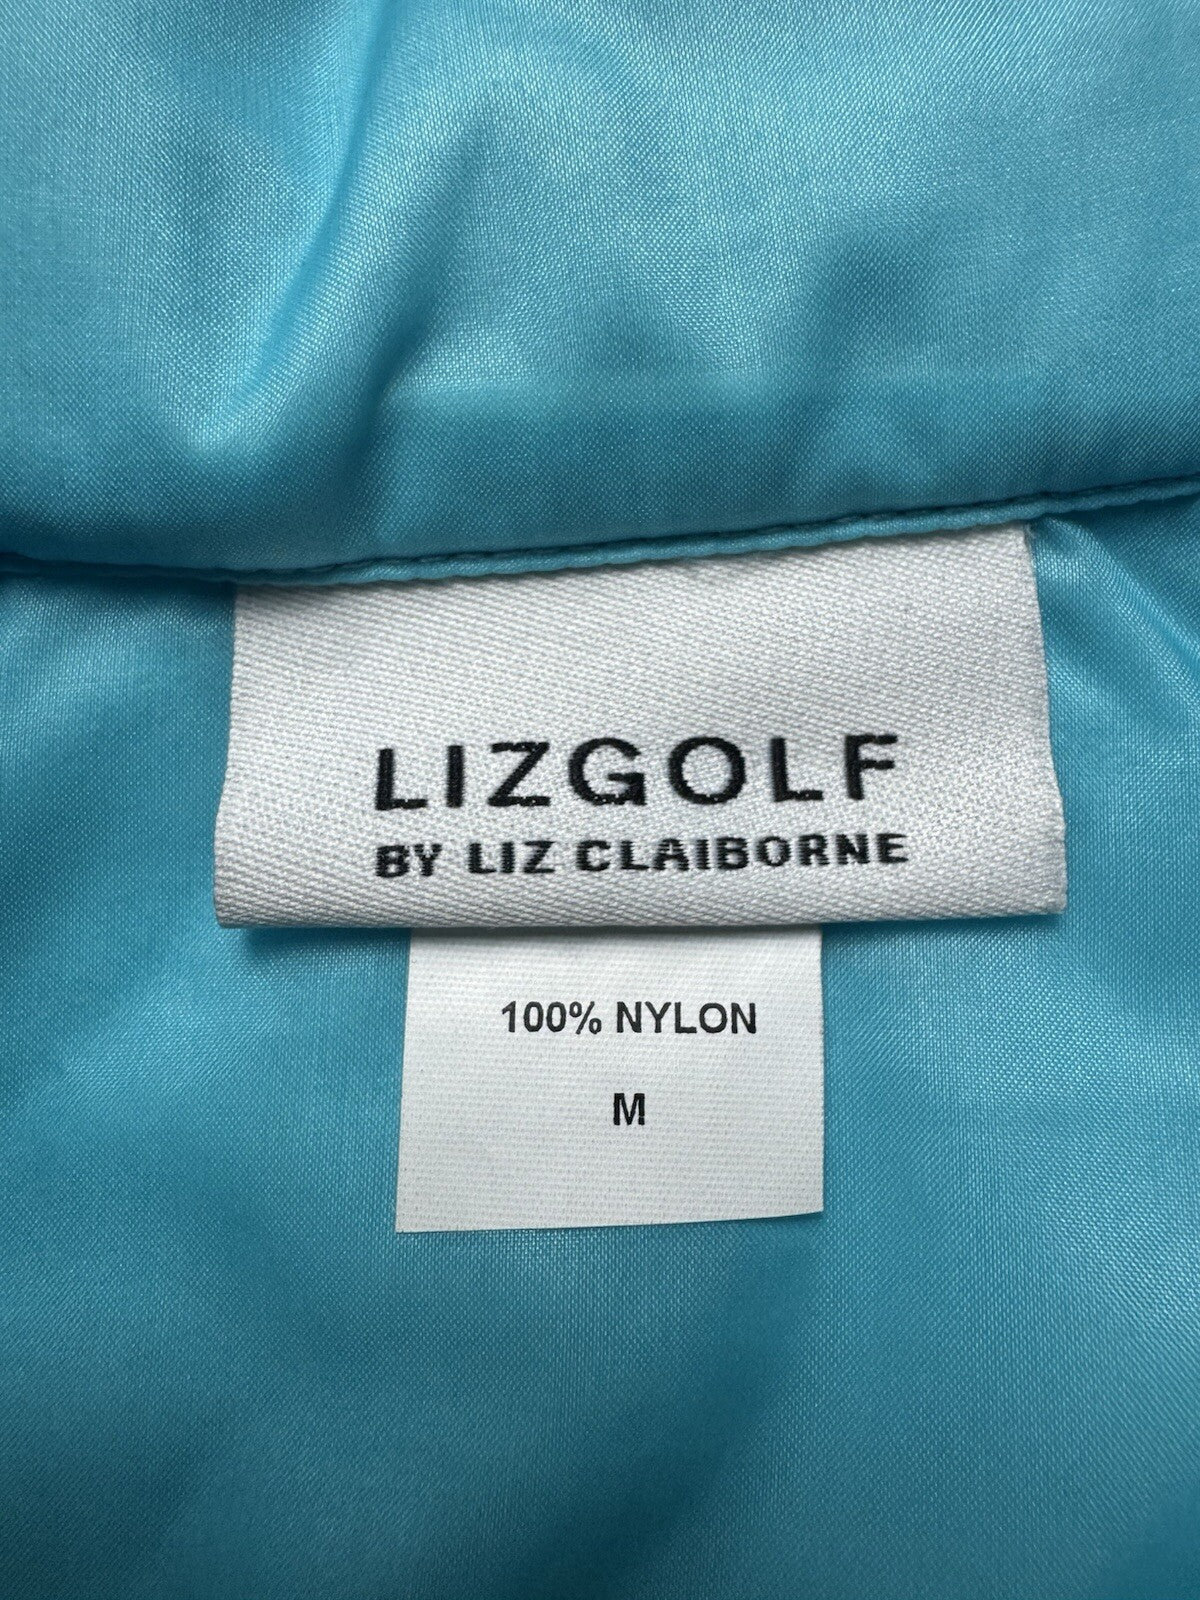 LIZGOLF
BY LIZ CLAIBORNE
100% NYLON
M